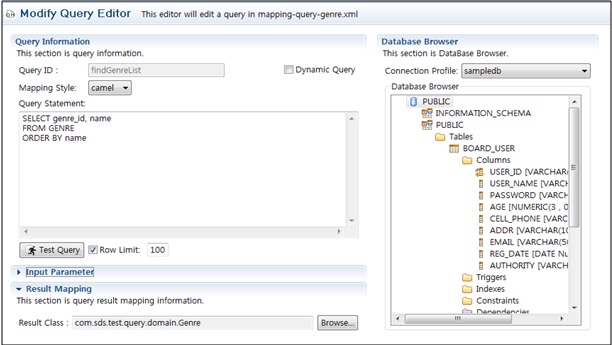 Modify Query Editor This editor will edit a query in mapping-query-genre.xml
Query Information
This section is query information.
Query ID : findGenreList Dynamic Query
Mapping Style: camel
Query Statement:
SELECT genre_id, name
FROM GENRE
ORDER BY name
Test Query Row Limit: 100
Input Parameter
Result Mapping
This section is query result mapping information.
Result Class : com.sds.test.query.domain.Genre Browse...
Database Browser
This section is DataBase Browser.
Connection Profile: sampledb
Database Browser
PUBLIC
INFORMATION_SCHEMA
PUBLIC
Tables
BOARD_USER
Columns
USER_ID [VARCHAR(
USER_NAME [VARCH
PASSWORD [VARCHA
AGE [NUMERIC(3 , 0
CELL_PHONE [VARCH
ADDR [VARCHAR(10
EMAIL [VARCHAR(50
REG_DATE [DATE Nu
AUTHORITY [VARCH
Triggers
Indexes
Constraints
Dependencies